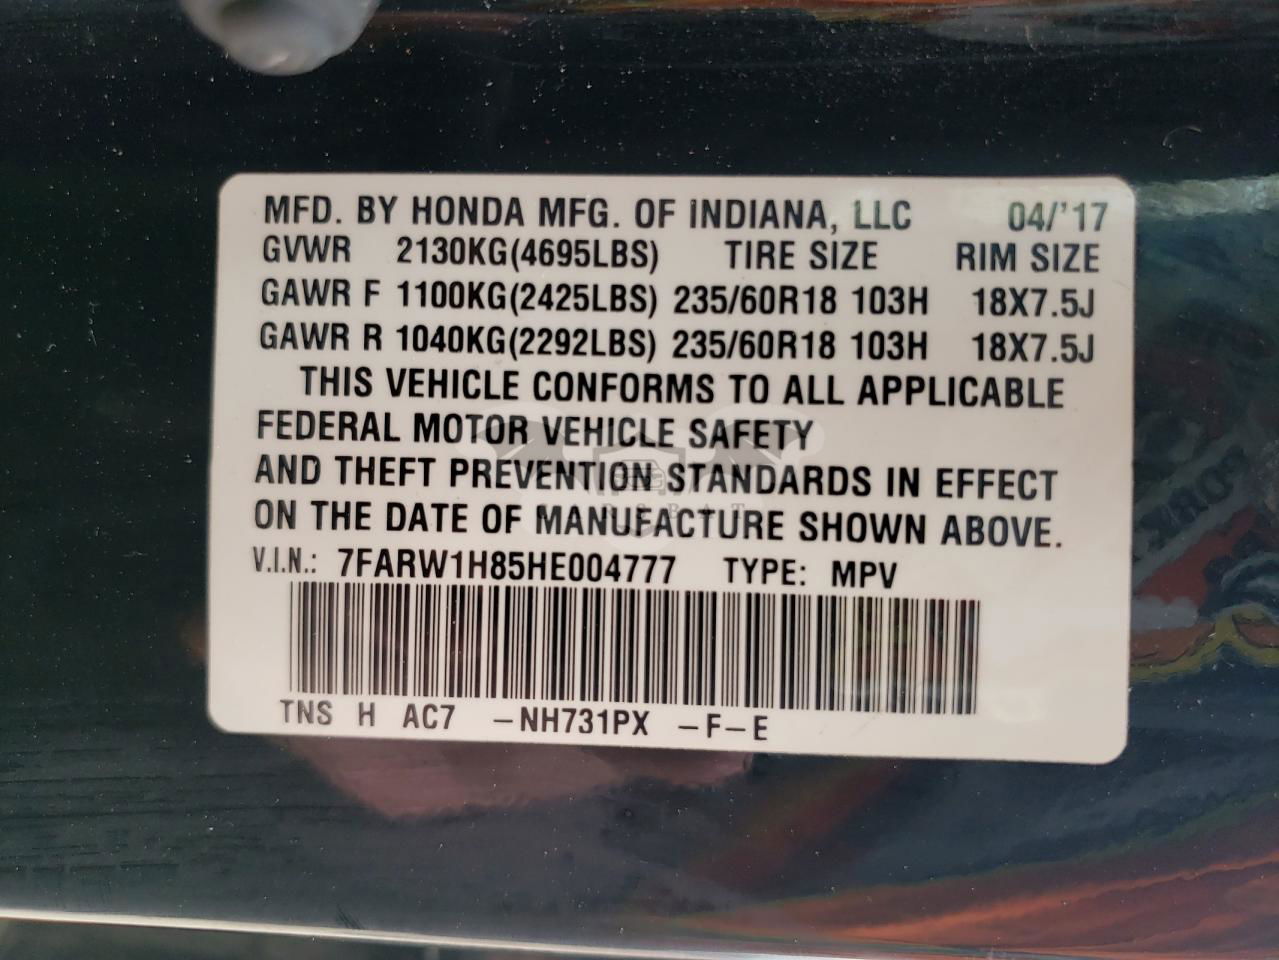 MFD. BY HONDA MFG. OF INDIANA, LLC 04/'17
GVWR 2130KG(4695LBS) TIRE SIZE RIM SIZE
GAWR F 1100KG(2425LBS) 235/60R18 103H 18X7.5J
GAWR R 1040KG(2292LBS) 235/60R18 103H 18X7.5J
THIS VEHICLE CONFORMS TO ALL APPLICABLE
FEDERAL MOTOR VEHICLE SAFETY
AND THEFT PREVENTION STANDARDS IN EFFECT
ON THE DATE OF MANUFACTURE SHOWN ABOVE.
V.I.N.: 7FARW1H85HE004777 TYPE: MPV
TNS H AC7 -NH731PX -F-E